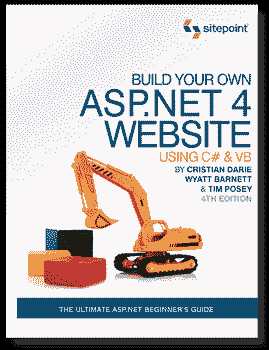 sitepoint
BUILD YOUR OWN
ASP.NET 4
WEBSITE
USING C# & VB
BY CRISTIAN DARIE
WYATT BARNETT
& TIM POSEY
4TH EDITION
THE ULTIMATE ASP.NET BEGINNER'S GUIDE